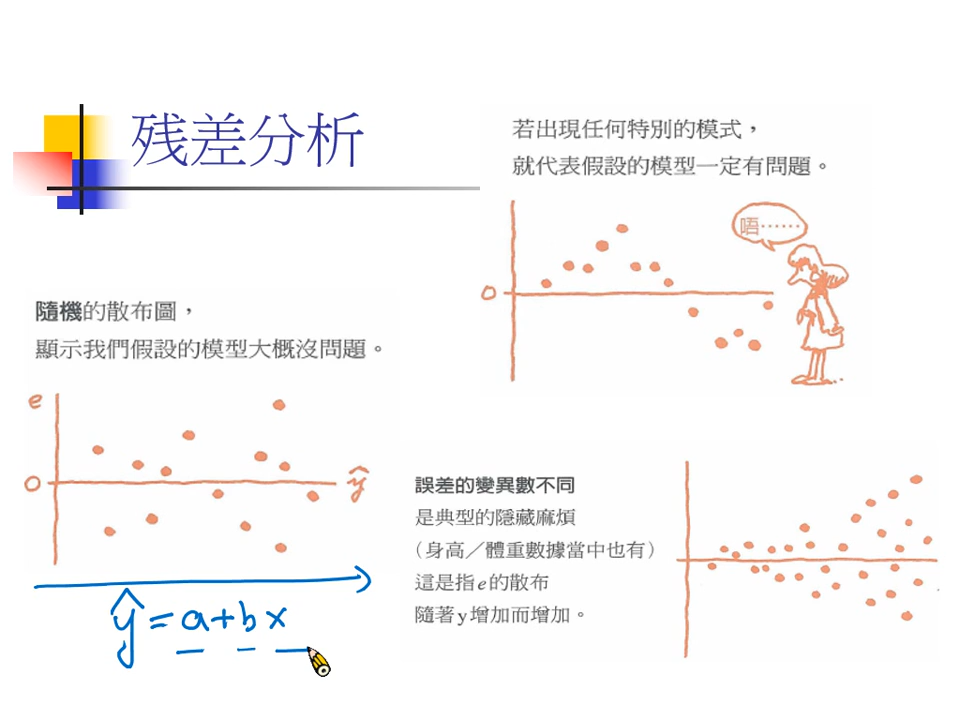 残差分析
若出現任何特別的模式，
就代表假設的模型一定有問題。
唔……
0
隨機的散布圖，
顯示我們假設的模型大概沒問題。
e
0
ŷ
ŷ = a + b x
誤差的變異數不同
是典型的隱藏麻煩
（身高／體重數據當中也有）
這是指e的散布
隨著y增加而增加。